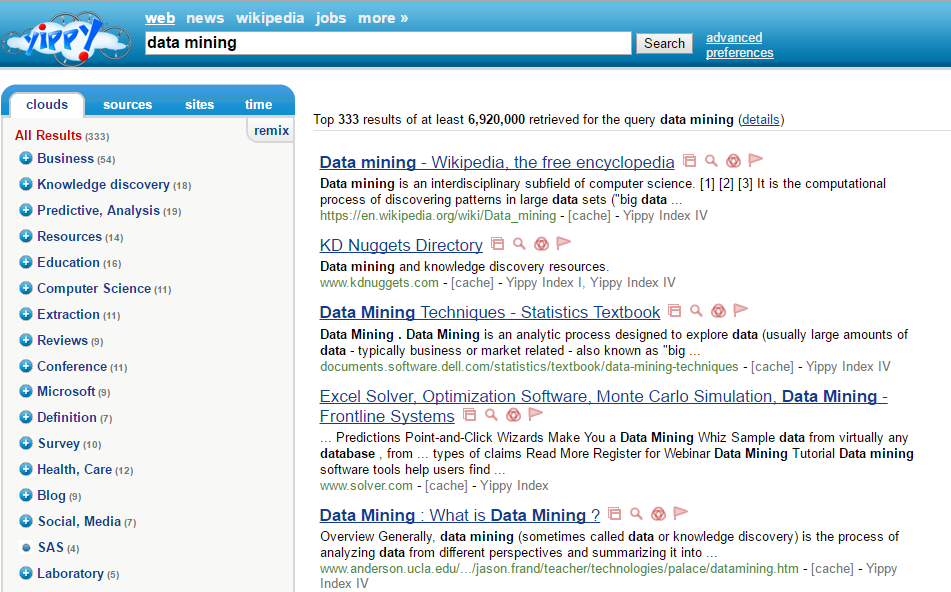 yippy!
web news wikipedia jobs more »
data mining
Search
advanced
preferences
clouds sources sites time
remix
All Results (333)
Business (54)
Knowledge discovery (18)
Predictive, Analysis (19)
Resources (14)
Education (16)
Computer Science (11)
Extraction (11)
Reviews (9)
Conference (11)
Microsoft (9)
Definition (7)
Survey (10)
Health, Care (12)
Blog (9)
Social, Media (7)
SAS (4)
Laboratory (5)
Top 333 results of at least 6,920,000 retrieved for the query data mining (details)
Data mining - Wikipedia, the free encyclopedia
Data mining is an interdisciplinary subfield of computer science. [1] [2] [3] It is the computational
process of discovering patterns in large data sets ("big data ...
https://en.wikipedia.org/wiki/Data_mining - [cache] - Yippy Index IV
KD Nuggets Directory
Data mining and knowledge discovery resources.
www.kdnuggets.com - [cache] - Yippy Index I, Yippy Index IV
Data Mining Techniques - Statistics Textbook
Data Mining . Data Mining is an analytic process designed to explore data (usually large amounts of
data - typically business or market related - also known as "big ...
documents.software.dell.com/statistics/textbook/data-mining-techniques - [cache] - Yippy Index IV
Excel Solver, Optimization Software, Monte Carlo Simulation, Data Mining -
Frontline Systems
... Predictions Point-and-Click Wizards Make You a Data Mining Whiz Sample data from virtually any
database , from ... types of claims Read More Register for Webinar Data Mining Tutorial Data mining
software tools help users find ...
www.solver.com - [cache] - Yippy Index
Data Mining : What is Data Mining ?
Overview Generally, data mining (sometimes called data or knowledge discovery) is the process of
analyzing data from different perspectives and summarizing it into ...
www.anderson.ucla.edu/.../jason.frand/teacher/technologies/palace/datamining.htm - [cache] - Yippy
Index IV